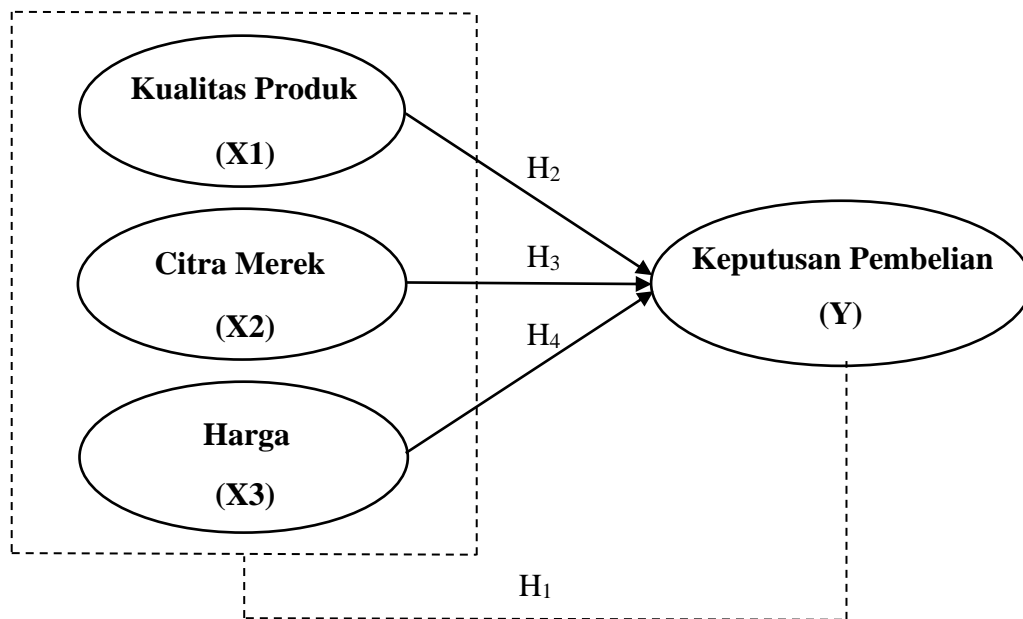 Kualitas Produk
(X1)
H₂
Citra Merek
(X2)
H₃
Keputusan Pembelian
(Y)
H₄
Harga
(X3)
H₁